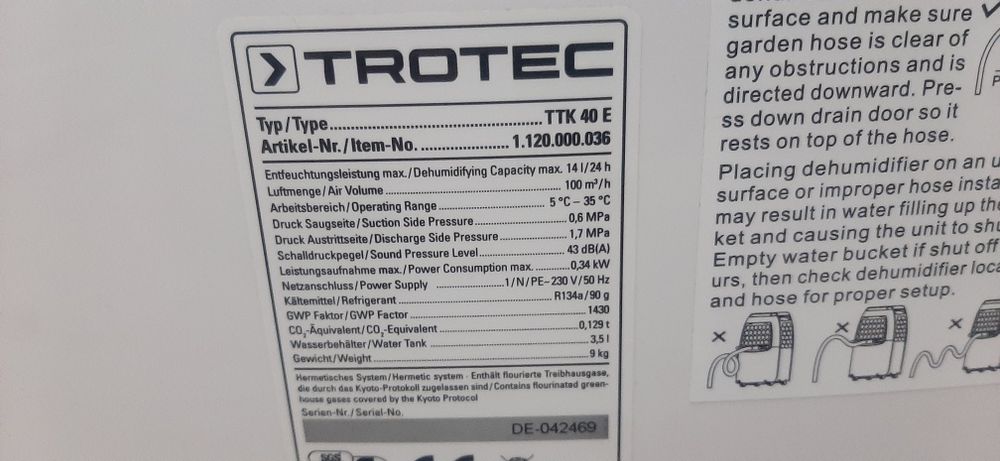 TROTEC
Typ/Type TTK 40 E
Artikel-Nr./Item-No. 1.120.000.036
Entfeuchtungsleistung max./Dehumidifying Capacity max. 14 l/24 h
Luftmenge/Air Volume 100 m³/h
Arbeitsbereich/Operating Range 5 °C – 35 °C
Druck Saugseite/Suction Side Pressure 0,6 MPa
Druck Austrittseite/Discharge Side Pressure 1,7 MPa
Schalldruckpegel/Sound Pressure Level 43 dB(A)
Leistungsaufnahme max./Power Consumption max. 0,34 kW
Netzanschluss/Power Supply 1/N/PE~230 V/50 Hz
Kältemittel/Refrigerant R134a/90 g
GWP Faktor/GWP Factor 1430
CO₂-Äquivalent/CO₂-Equivalent 0,129 t
Wasserbehälter/Water Tank 3,5 l
Gewicht/Weight 9 kg
Hermetisches System/Hermetic system · Enthält flourierte Treibhausgase,
die durch das Kyoto-Protokoll zugelassen sind/Contains flourinated green-
house gases covered by the Kyoto Protocol
Serien-Nr./Serial-No.
DE-042469
SGS
surface and make sure
garden hose is clear of
any obstructions and is
directed downward. Pre-
ss down drain door so it
rests on top of the hose.
Placing dehumidifier on an u
surface or improper hose insta
may result in water filling up the
ket and causing the unit to shu
Empty water bucket if shut off
urs, then check dehumidifier loca
and hose for proper setup.